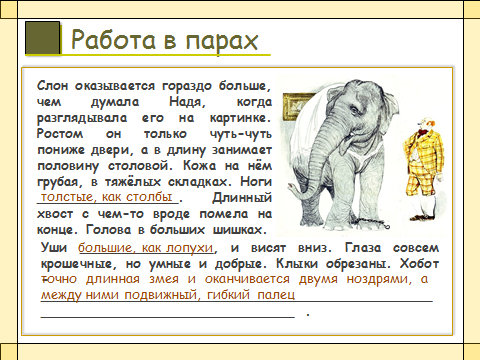 Работа в парах
Слон оказывается гораздо больше,
чем думала Надя, когда
разглядывала его на картинке.
Ростом он только чуть-чуть
пониже двери, а в длину занимает
половину столовой. Кожа на нём
грубая, в тяжёлых складках. Ноги
толстые, как столбы . Длинный
хвост с чем-то вроде помела на
конце. Голова в больших шишках.
Уши большие, как лопухи, и висят вниз. Глаза совсем
крошечные, но умные и добрые. Клыки обрезаны. Хобот
– точно длинная змея и оканчивается двумя ноздрями, а
между ними подвижный, гибкий палец
.